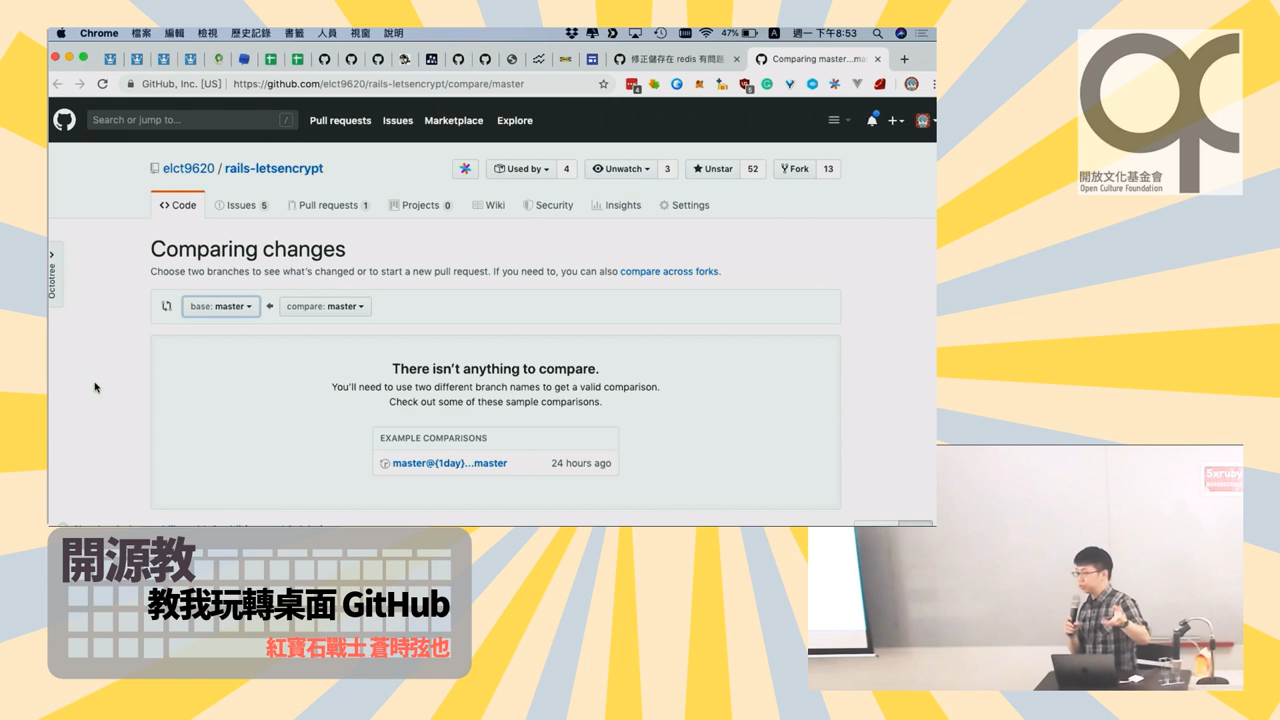 Chrome 檔案 編輯 檢視 歷史記錄 書籤 人員 視窗 說明
47% 週一 下午8:53
修正儲存在 redis 有問題
Comparing master...ma
GitHub, Inc. [US] https://github.com/elct9620/rails-letsencrypt/compare/master
Search or jump to... /
Pull requests Issues Marketplace Explore
elct9620 / rails-letsencrypt
Used by 4 Unwatch 3 Unstar 52 Fork 13
Code Issues 5 Pull requests 1 Projects 0 Wiki Security Insights Settings
Octotree
Comparing changes
Choose two branches to see what's changed or to start a new pull request. If you need to, you can also compare across forks.
base: master compare: master
There isn't anything to compare.
You'll need to use two different branch names to get a valid comparison.
Check out some of these sample comparisons.
EXAMPLE COMPARISONS
master@{1day}...master 24 hours ago
開放文化基金會
Open Culture Foundation
5xruby
開源教
教我玩轉桌面 GitHub
紅寶石戰士 蒼時弦也